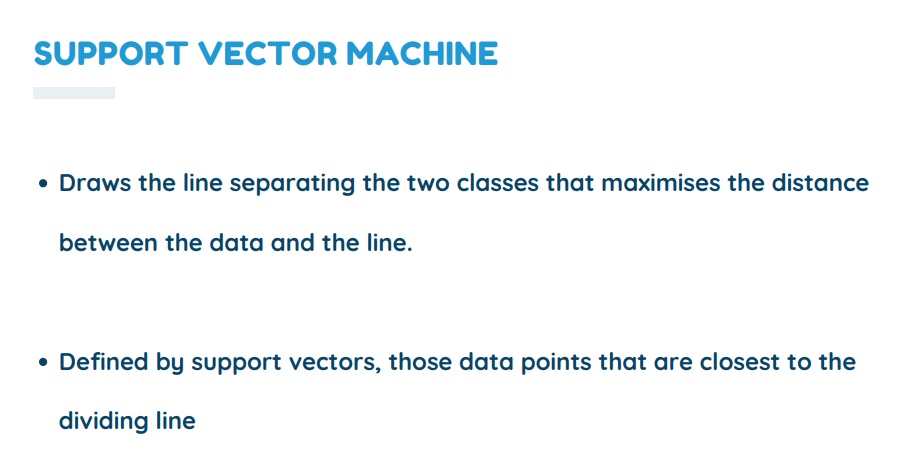 SUPPORT VECTOR MACHINE
• Draws the line separating the two classes that maximises the distance
between the data and the line.
• Defined by support vectors, those data points that are closest to the
dividing line